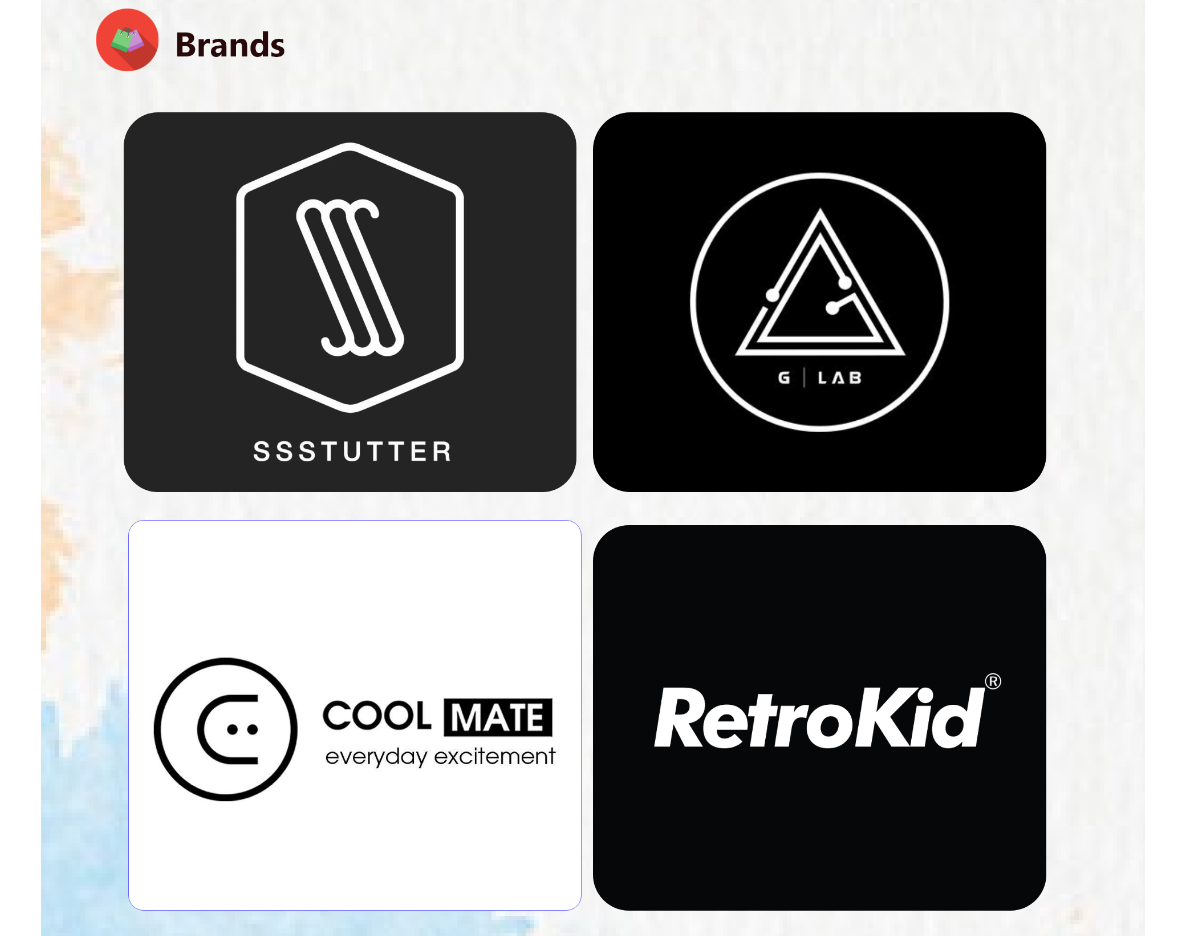 Brands
SSSTUTTER
G | LAB
COOL MATE
everyday excitement
RetroKid®